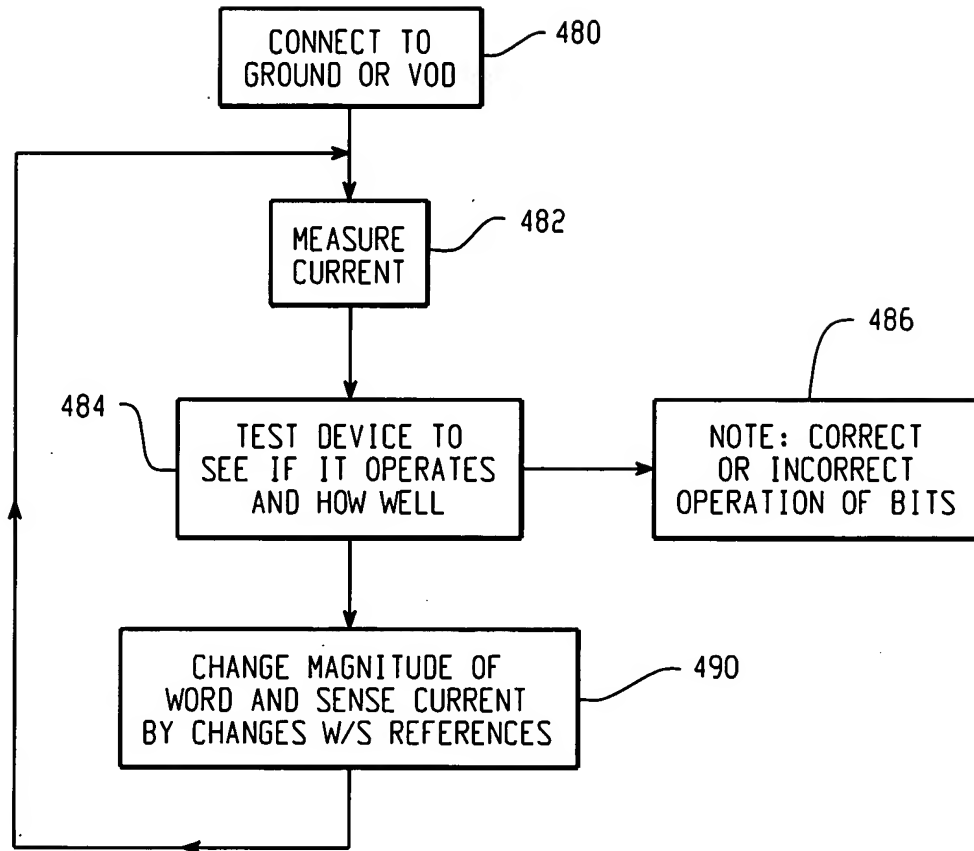 CONNECT TO
GROUND OR VOD
480
MEASURE
CURRENT
482
484
TEST DEVICE TO
SEE IF IT OPERATES
AND HOW WELL
486
NOTE: CORRECT
OR INCORRECT
OPERATION OF BITS
CHANGE MAGNITUDE OF
WORD AND SENSE CURRENT
BY CHANGES W/S REFERENCES
490